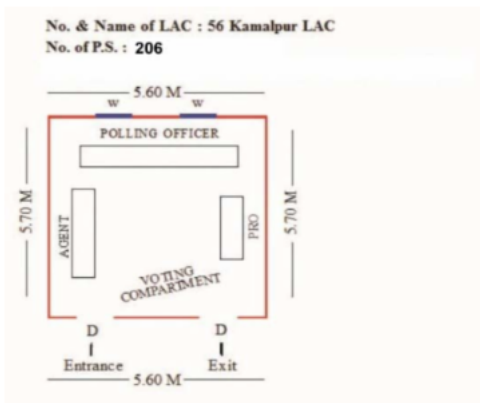 No. & Name of LAC : 56 Kamalpur LAC
No. of P.S. : 206
5.60 M
W W
POLLING OFFICER
5.70 M
AGENT
PRO
5.70 M
VOTING
COMPARTMENT
D D
Entrance Exit
5.60 M